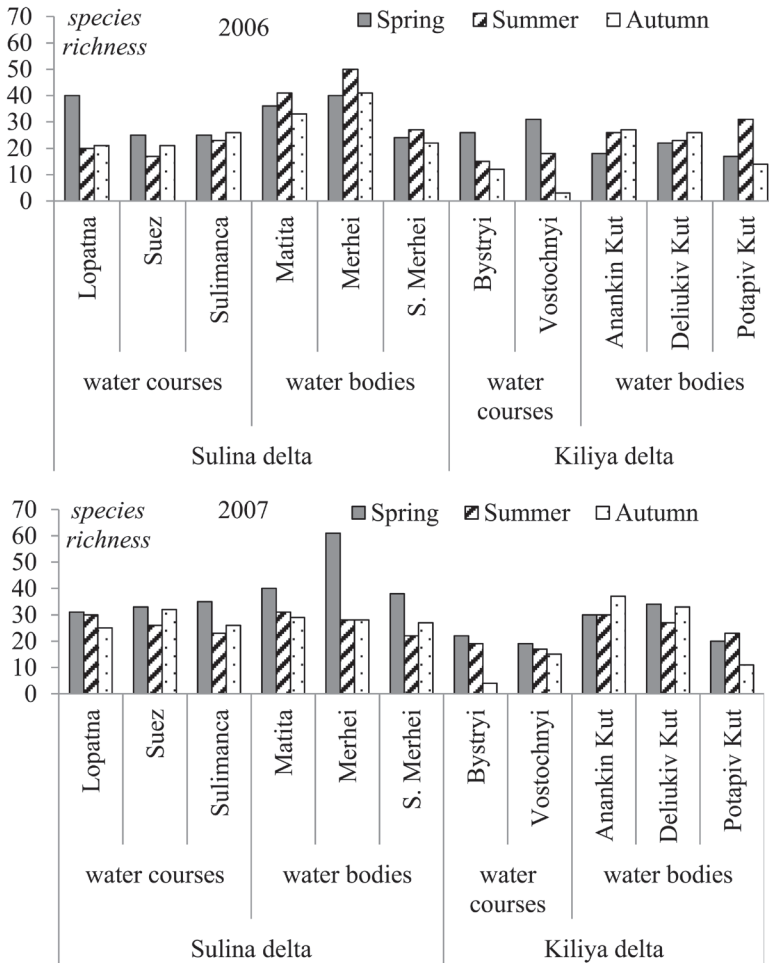 70
60
50
40
30
20
10
0
species
richness
2006
Spring
Summer
Autumn
Lopatna
Suez
Sulimanca
Matita
Merhei
S. Merhei
Bystryi
Vostochnyi
Anankin Kut
Deliukiv Kut
Potapiv Kut
water courses
water bodies
water
courses
water bodies
Sulina delta
Kiliya delta
70
60
50
40
30
20
10
0
species
richness
2007
Spring
Summer
Autumn
Lopatna
Suez
Sulimanca
Matita
Merhei
S. Merhei
Bystryi
Vostochnyi
Anankin Kut
Deliukiv Kut
Potapiv Kut
water courses
water bodies
water
courses
water bodies
Sulina delta
Kiliya delta